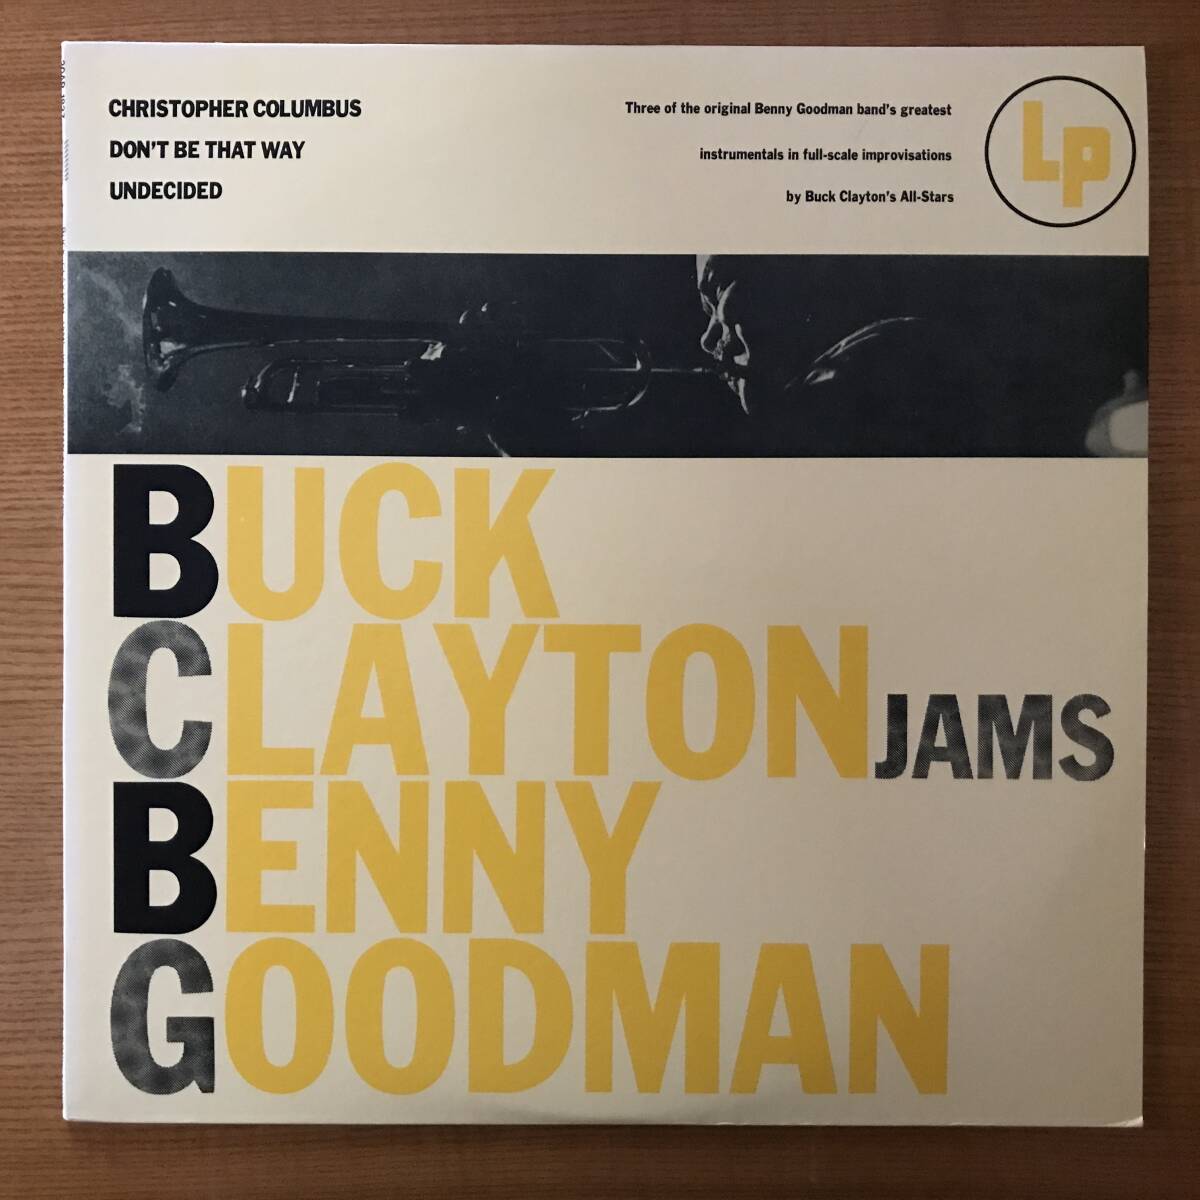 CHRISTOPHER COLUMBUS
DON'T BE THAT WAY
UNDECIDED
Three of the original Benny Goodman band's greatest
instrumentals in full-scale improvisations
by Buck Clayton's All-Stars
Lp
BUCK
CLAYTON JAMS
BENNY
GOODMAN